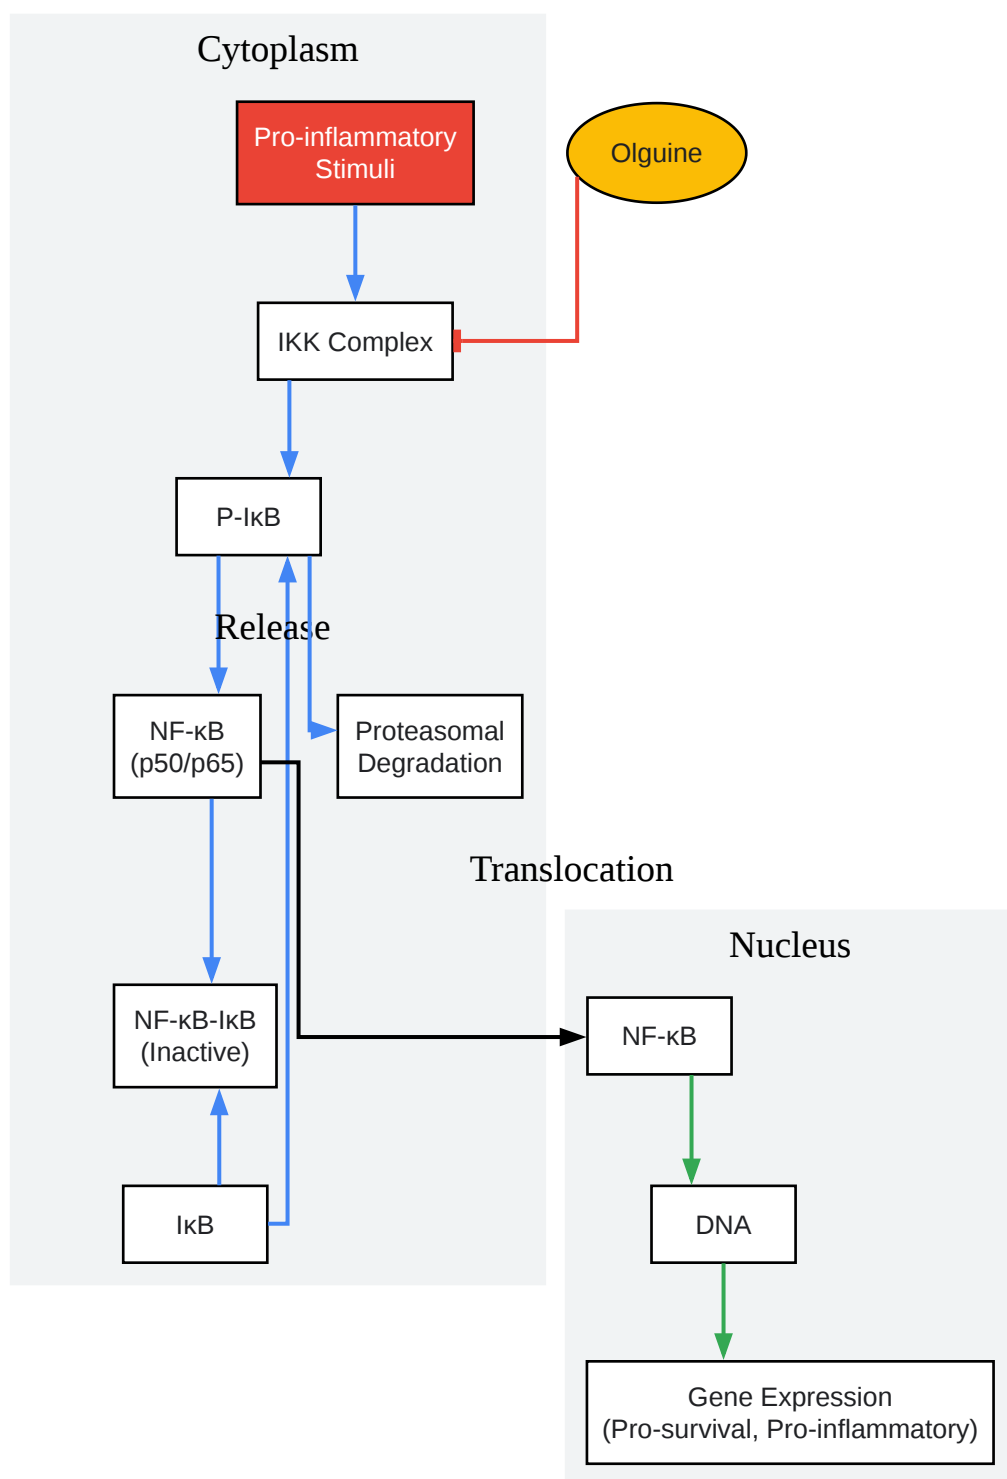 Cytoplasm
Pro-inflammatory
Stimuli
Olguine
IKK Complex
P-IκB
Release
NF-κB
(p50/p65)
Proteasomal
Degradation
Translocation
Nucleus
NF-κB-IκB
(Inactive)
NF-κB
IκB
DNA
Gene Expression
(Pro-survival, Pro-inflammatory)